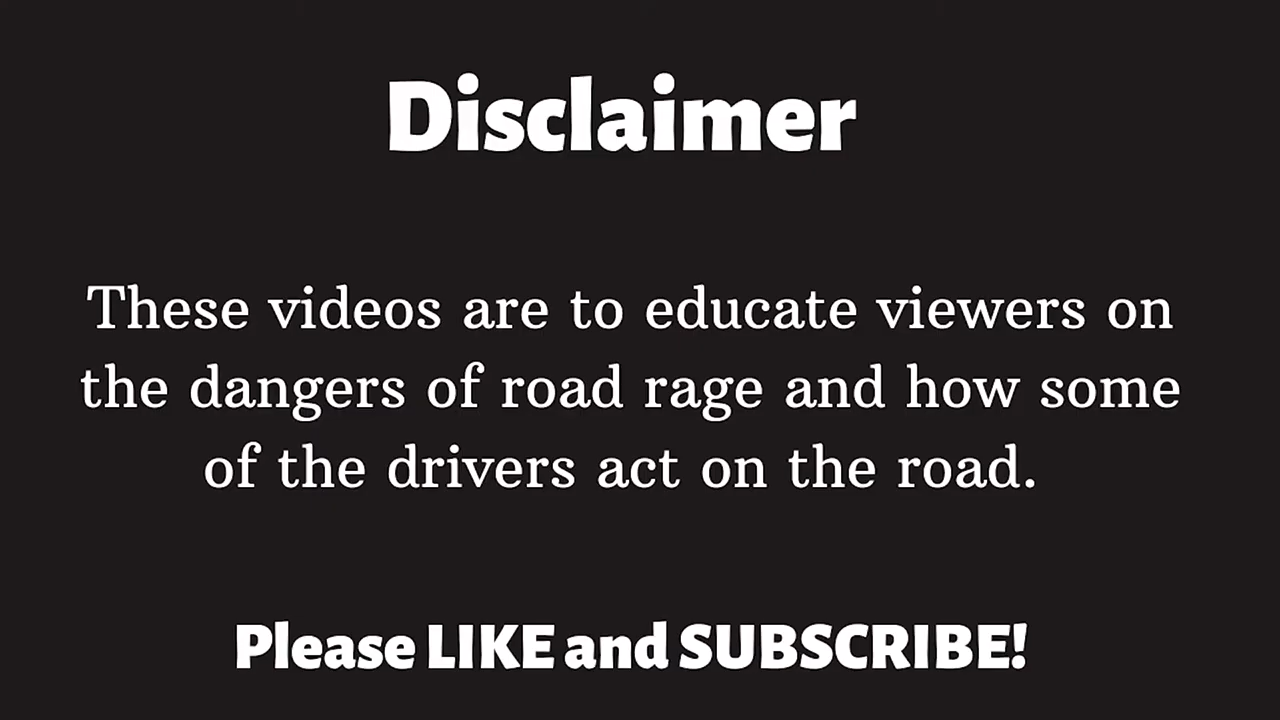 Disclaimer
These videos are to educate viewers on
the dangers of road rage and how some
of the drivers act on the road.
Please LIKE and SUBSCRIBE!